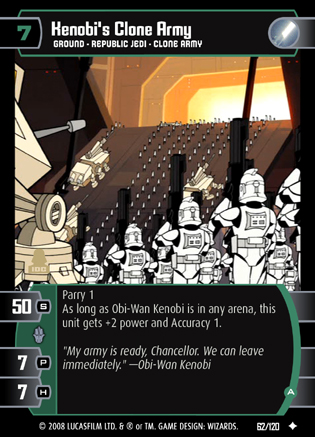 7
Kenobi's Clone Army
GROUND • REPUBLIC JEDI • CLONE ARMY
100
50 S
Parry 1
As long as Obi-Wan Kenobi is in any arena, this
unit gets +2 power and Accuracy 1.
"My army is ready, Chancellor. We can leave
immediately." —Obi-Wan Kenobi
7 P
7 H
A
© 2008 LUCASFILM LTD. & ® or TM. GAME DESIGN: WIZARDS.
62/120